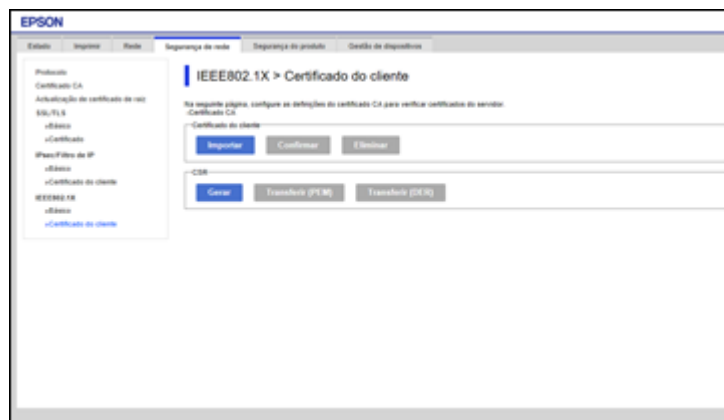 EPSON
Estado Imprimir Rede Segurança de rede Segurança do produto Gestão de dispositivos
Protocolo
Certificado CA
Actualização de certificado de raiz
SSL/TLS
»Básico
»Certificado
IPsec/Filtro de IP
»Básico
»Certificado do cliente
IEEE802.1X
»Básico
»Certificado do cliente
IEEE802.1X > Certificado do cliente
Na seguinte página, configure as definições do certificado CA para verificar certificados do servidor.
-Certificado CA
Certificado do cliente
Importar Confirmar Eliminar
CSR
Gerar Transferir (PEM) Transferir (DER)